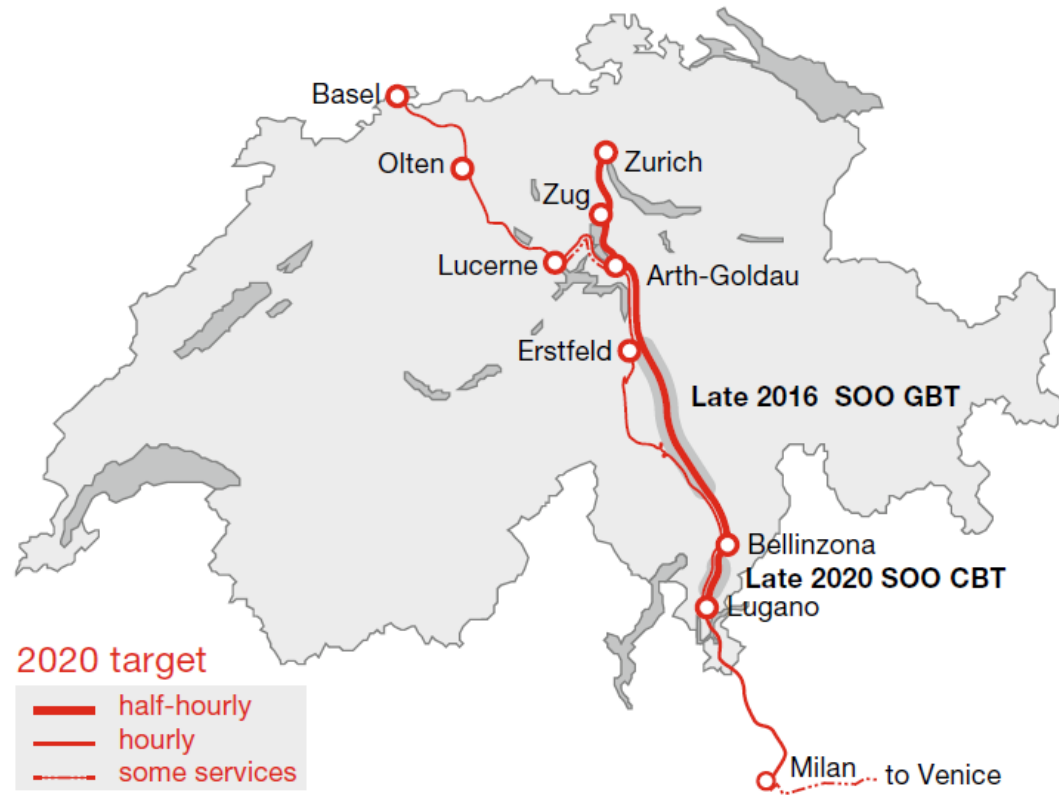 Basel
Olten
Zurich
Zug
Lucerne
Arth-Goldau
Erstfeld
Late 2016 SOO GBT
Bellinzona
Late 2020 SOO CBT
Lugano
2020 target
half-hourly
hourly
some services
Milan
to Venice